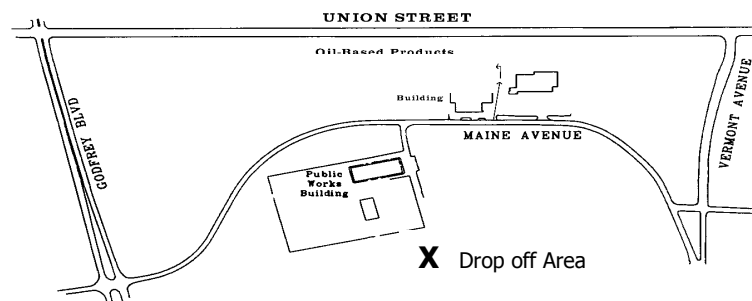 UNION STREET
Oil-Based Products
Building
GODFREY BLVD
VERMONT AVENUE
MAINE AVENUE
Public
Works
Building
X Drop off Area